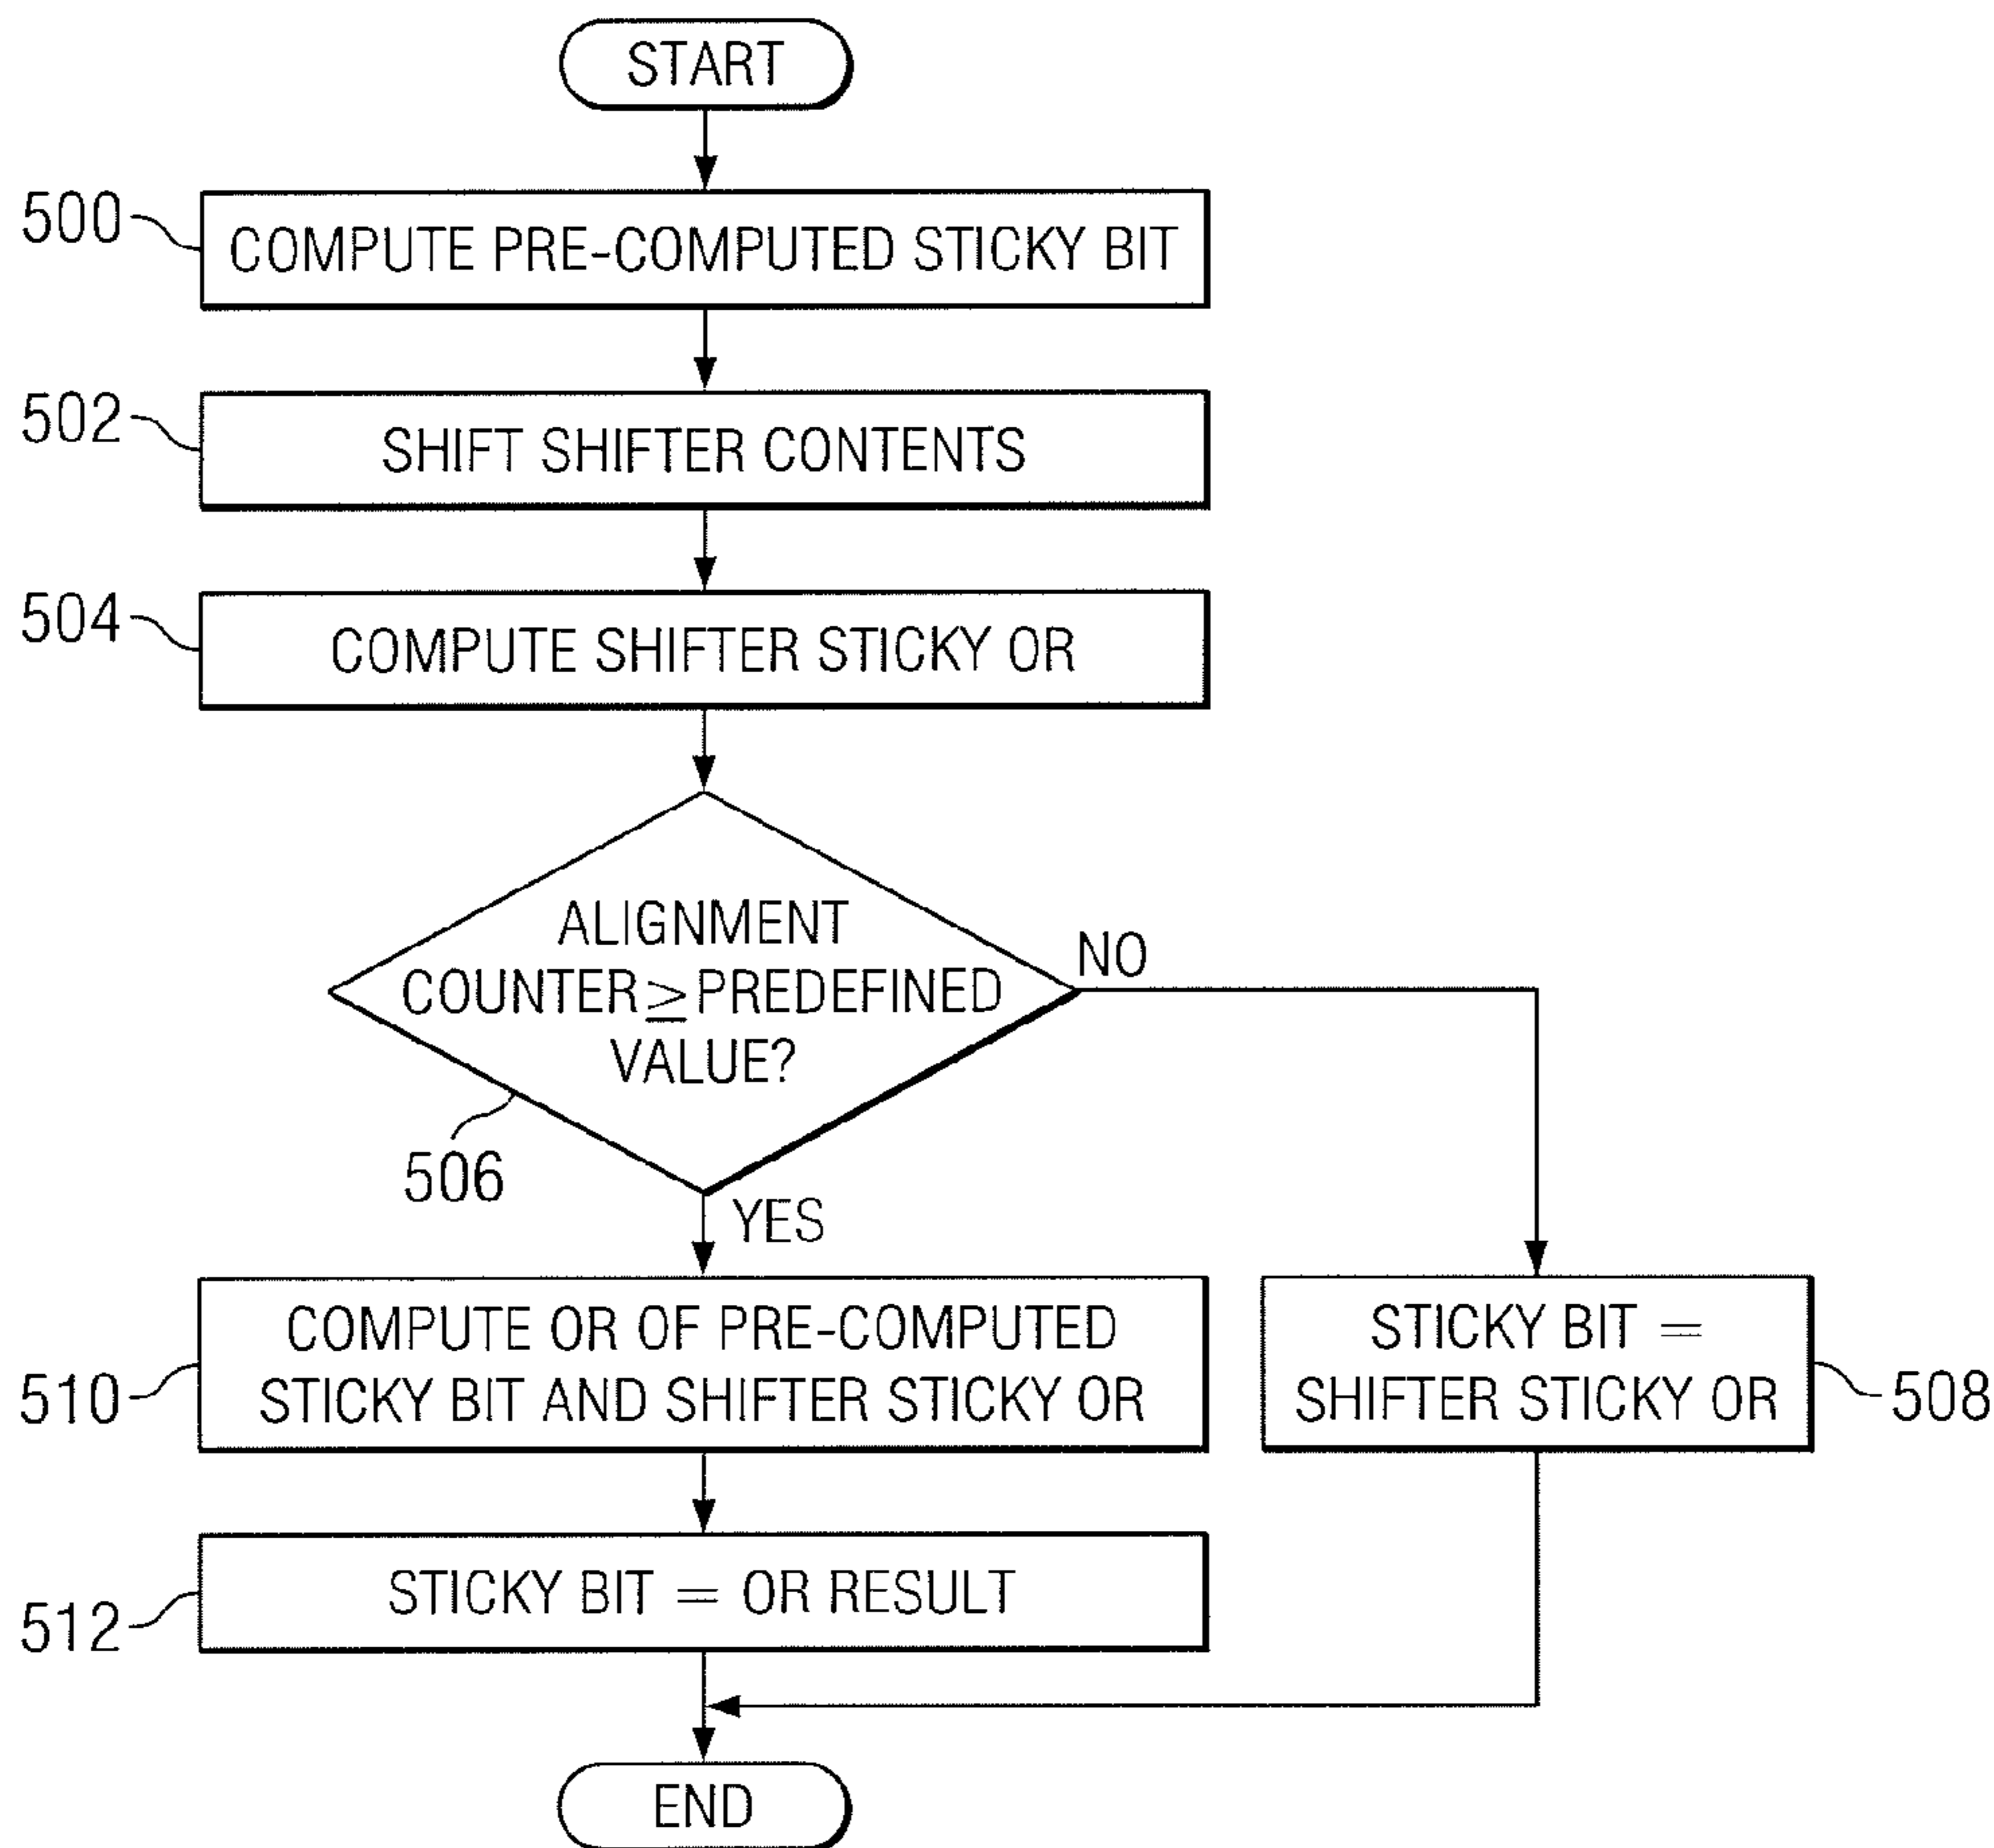 START
500
COMPUTE PRE-COMPUTED STICKY BIT
502
SHIFT SHIFTER CONTENTS
504
COMPUTE SHIFTER STICKY OR
ALIGNMENT
COUNTER ≥ PREDEFINED
VALUE?
NO
506
YES
510
COMPUTE OR OF PRE-COMPUTED
STICKY BIT AND SHIFTER STICKY OR
STICKY BIT =
SHIFTER STICKY OR
508
512
STICKY BIT = OR RESULT
END